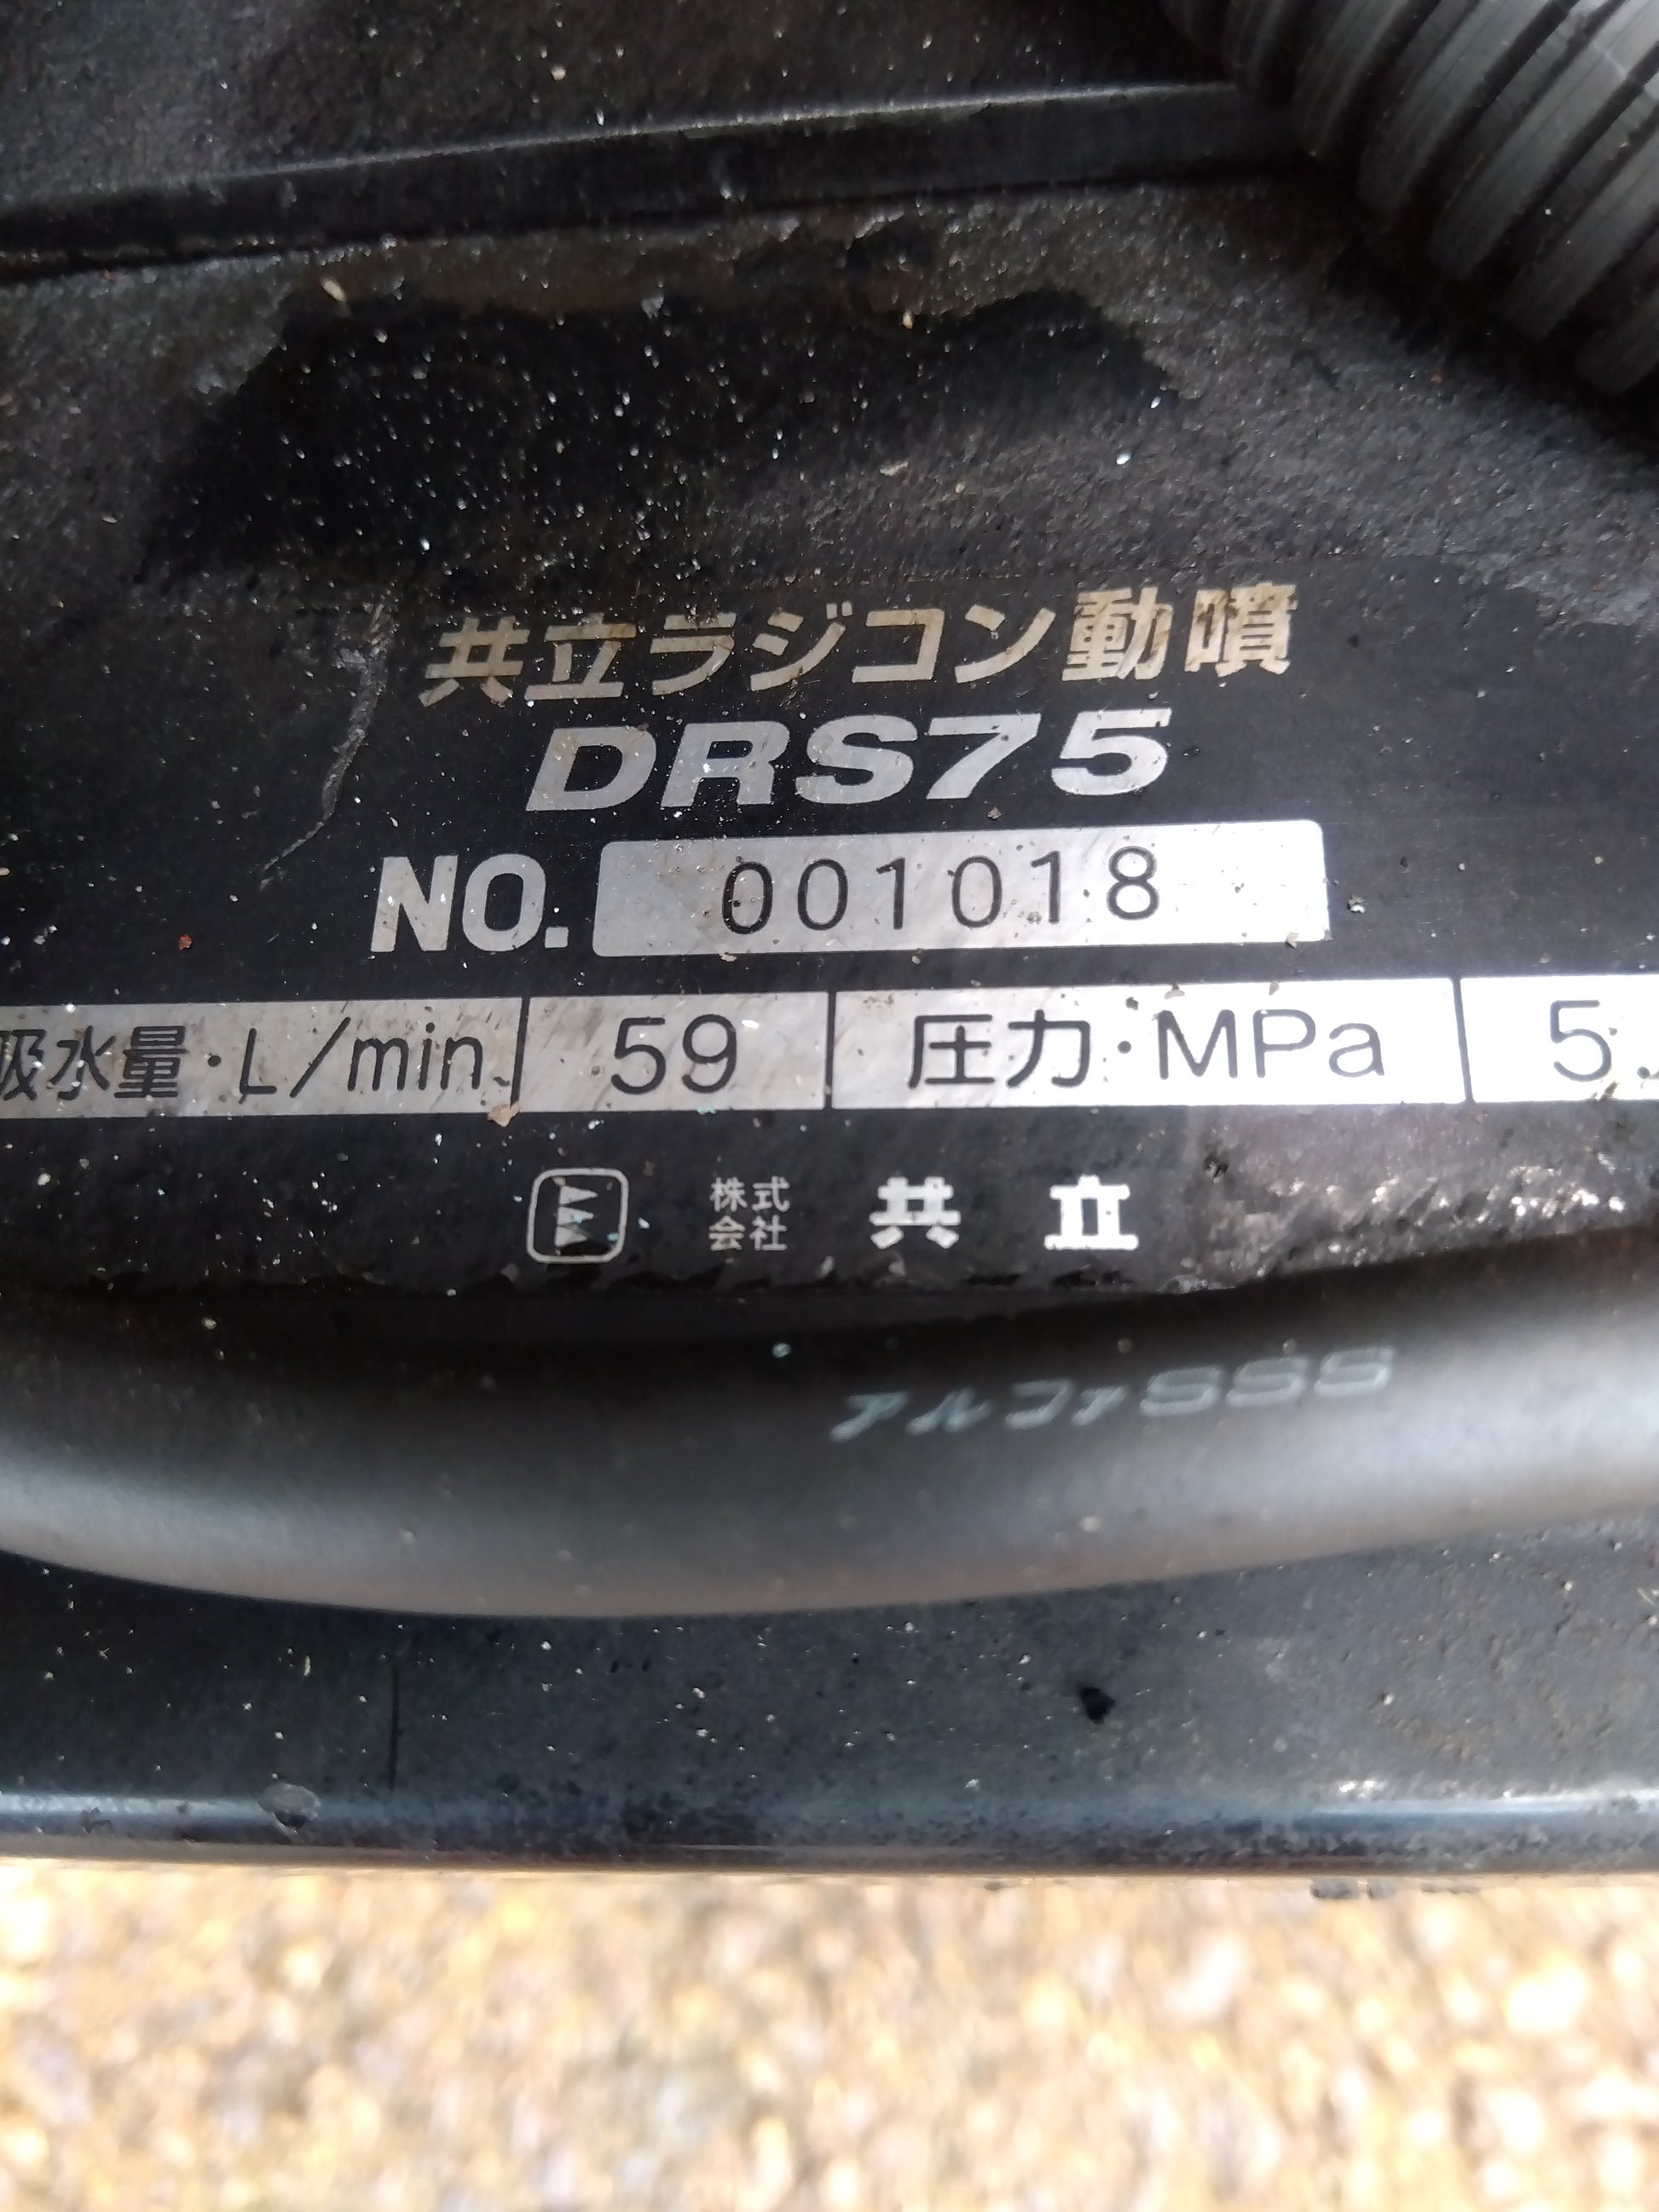 共立ラジコン動噴
DRS75
NO. 001018
吸水量・L/min 59 圧力・MPa 5.
株式会社 共立
アルファSSS